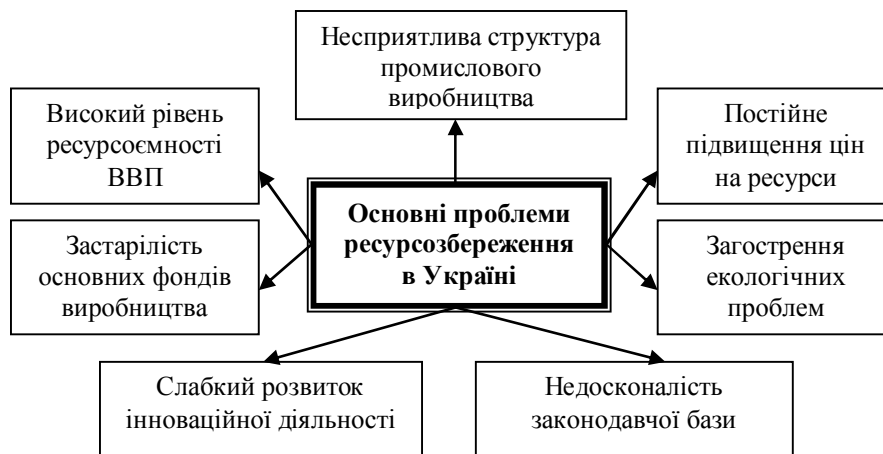 Несприятлива структура
промислового
виробництва
Високий рівень
ресурсоємності
ВВП
Постійне
підвищення цін
на ресурси
Основні проблеми
ресурсозбереження
в Україні
Застарілість
основних фондів
виробництва
Загострення
екологічних
проблем
Слабкий розвиток
інноваційної діяльності
Недосконалість
законодавчої бази